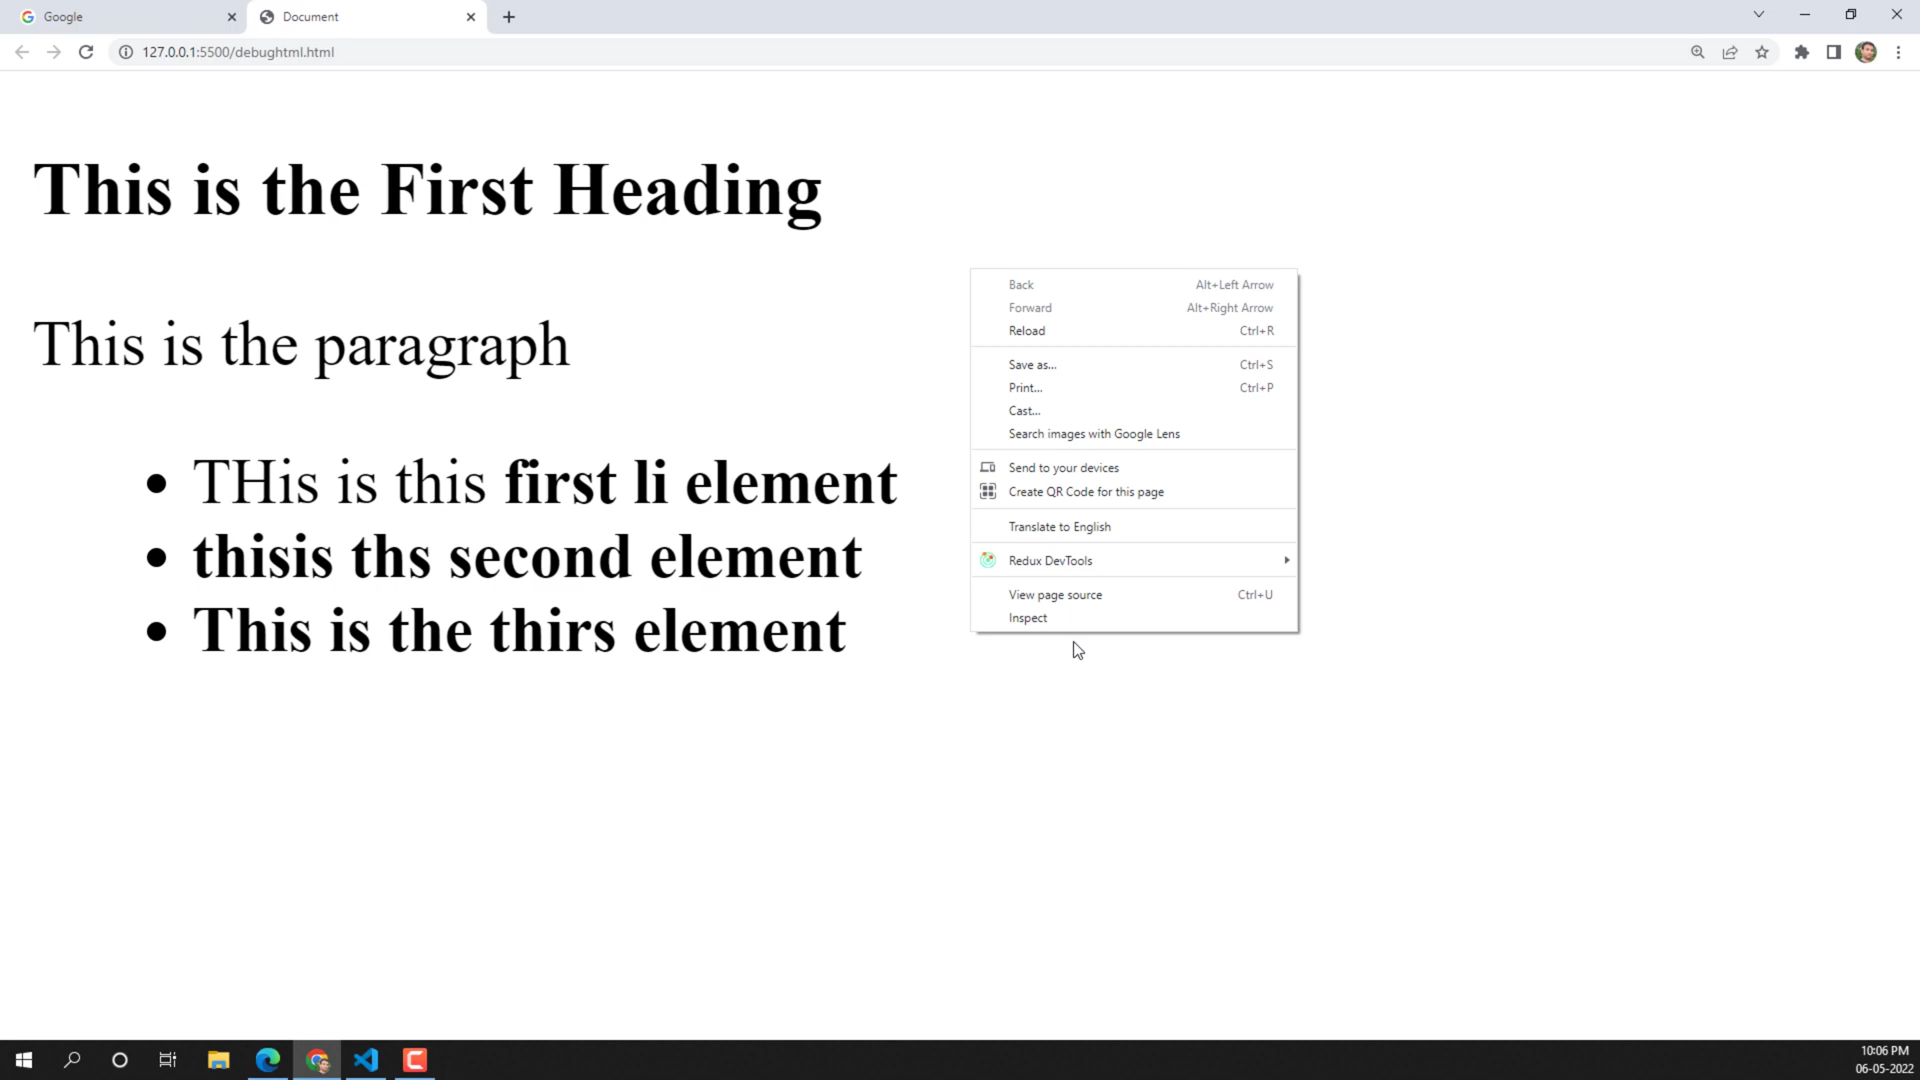 Google
Document
127.0.0.1:5500/debughtml.html
This is the First Heading
This is the paragraph
THis is this first li element
thisis ths second element
This is the thirs element
Back Alt+Left Arrow
Forward Alt+Right Arrow
Reload Ctrl+R
Save as... Ctrl+S
Print... Ctrl+P
Cast...
Search images with Google Lens
Send to your devices
Create QR Code for this page
Translate to English
Redux DevTools
View page source Ctrl+U
Inspect
10:06 PM
06-05-2022